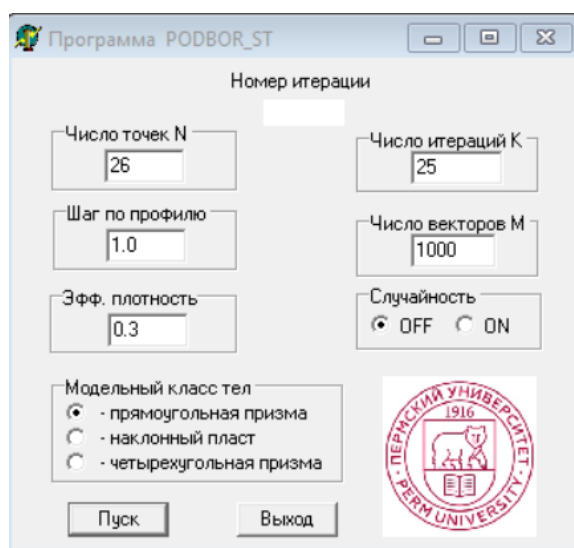 Программа PODBOR_ST
Номер итерации
Число точек N
26
Число итераций K
25
Шаг по профилю
1.0
Число векторов M
1000
Эфф. плотность
0.3
Случайность
OFF ON
Модельный класс тел
- прямоугольная призма
- наклонный пласт
- четырехугольная призма
ПЕРМСКИЙ УНИВЕРСИТЕТ
1916
PERM UNIVERSITY
Пуск Выход